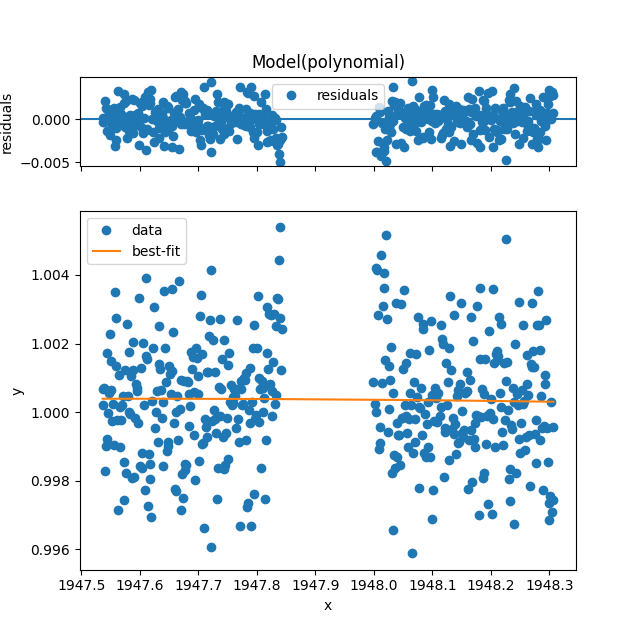 Model(polynomial)
residuals
0.000
−0.005
residuals
data
best-fit
1.004
1.002
1.000
0.998
0.996
y
1947.5 1947.6 1947.7 1947.8 1947.9 1948.0 1948.1 1948.2 1948.3
x